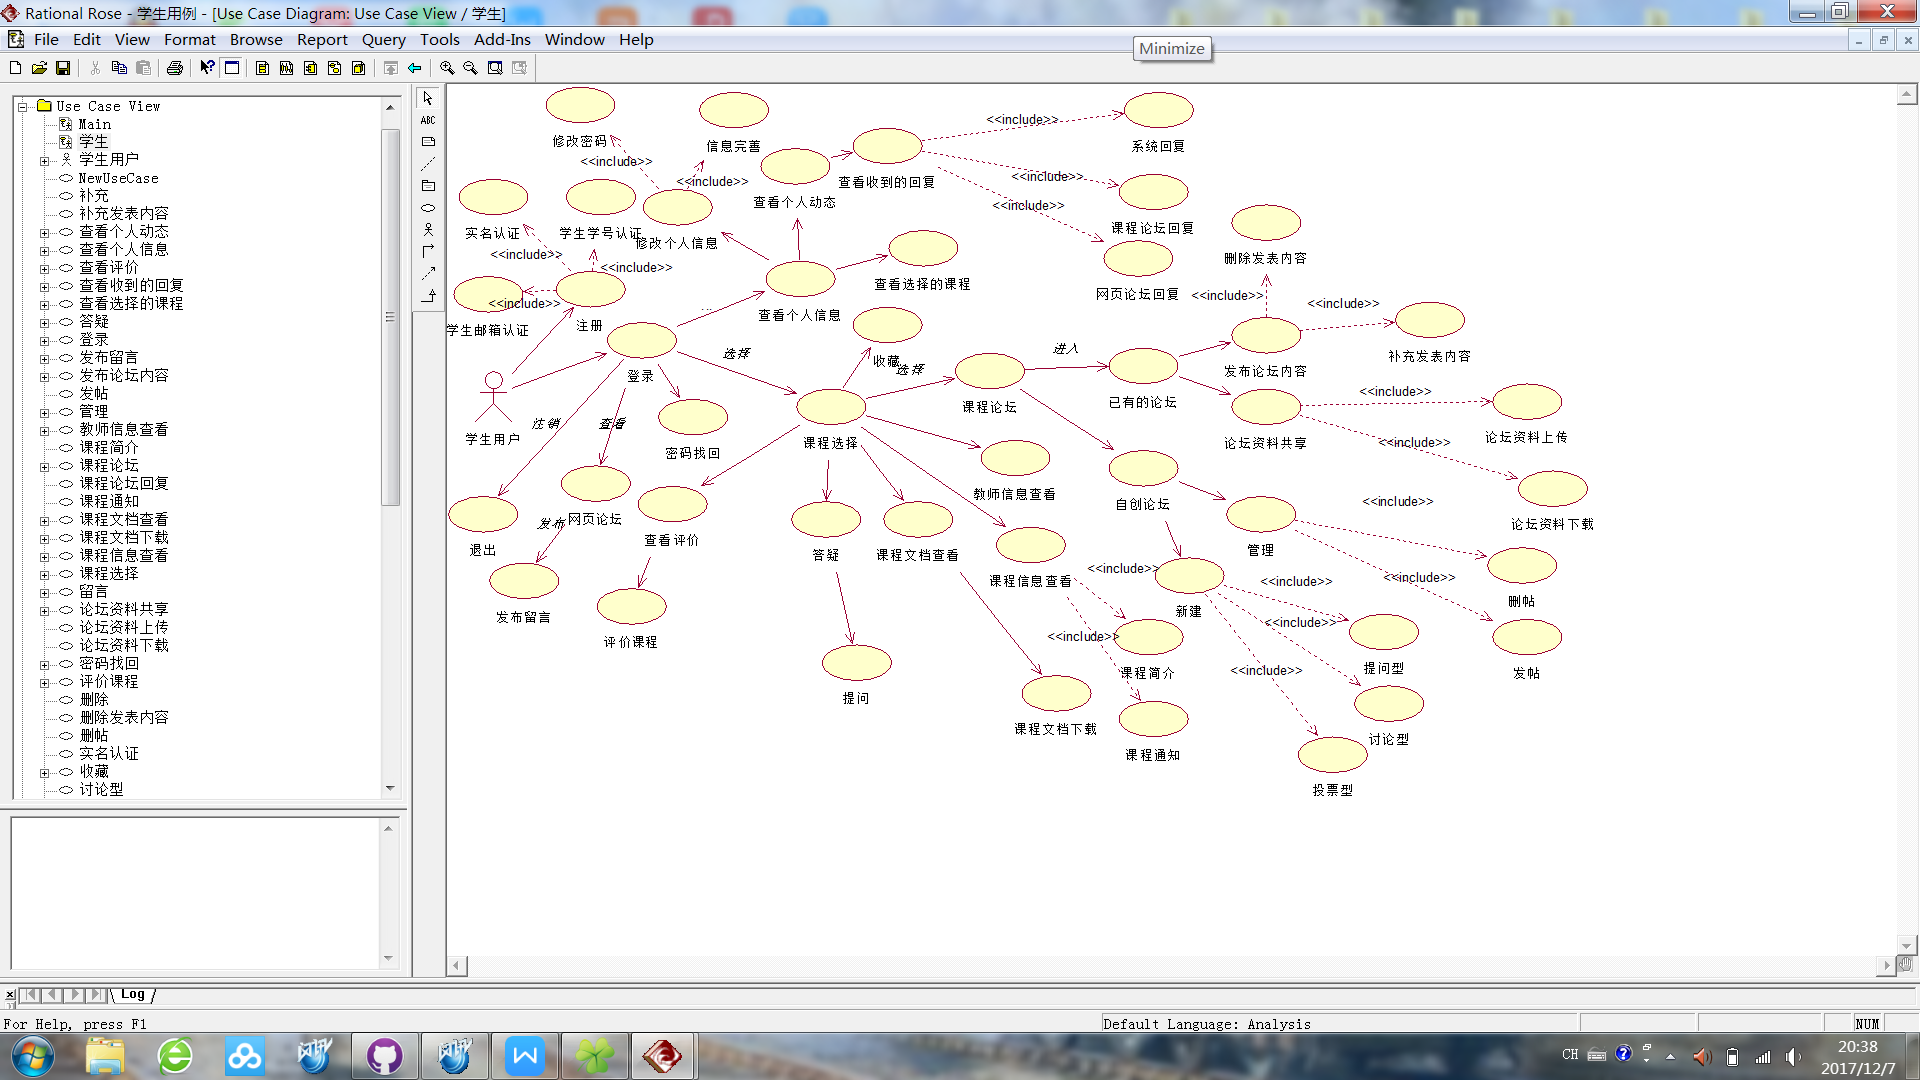 Rational Rose - 学生用例 - [Use Case Diagram: Use Case View / 学生]
File Edit View Format Browse Report Query Tools Add-Ins Window Help
Minimize
ABC
Use Case View
Main
学生
学生用户
NewUseCase
补充
补充发表内容
查看个人动态
查看个人信息
查看评价
查看收到的回复
查看选择的课程
答疑
登录
发布留言
发布论坛内容
发帖
管理
教师信息查看
课程简介
课程论坛
课程论坛回复
课程通知
课程文档查看
课程文档下载
课程信息查看
课程选择
留言
论坛资料共享
论坛资料上传
论坛资料下载
密码找回
评价课程
删除
删除发表内容
删帖
实名认证
收藏
讨论型
修改密码
信息完善
<<include>>
系统回复
<<include>>
查看收到的回复
<<include>>
<<include>>
查看个人动态
<<include>>
课程论坛回复
实名认证
学生学号认证
修改个人信息
<<include>>
<<include>>
查看选择的课程
网页论坛回复
删除发表内容
<<include>>
<<include>>
<<include>>
学生邮箱认证
注册
...
查看个人信息
补充发表内容
选择
收藏
选择
进入
发布论坛内容
登录
课程论坛
已有的论坛
<<include>>
学生用户
注销
查看
密码找回
课程选择
论坛资料共享
<<include>>
论坛资料上传
教师信息查看
自创论坛
<<include>>
论坛资料下载
退出
发布
网页论坛
查看评价
答疑
课程文档查看
管理
课程信息查看
<<include>>
<<include>>
<<include>>
删帖
发布留言
评价课程
新建
<<include>>
<<include>>
课程简介
<<include>>
提问型
发帖
提问
课程文档下载
课程通知
讨论型
投票型
Log
For Help, press F1
Default Language: Analysis
NUM
CH
20:38
2017/12/7